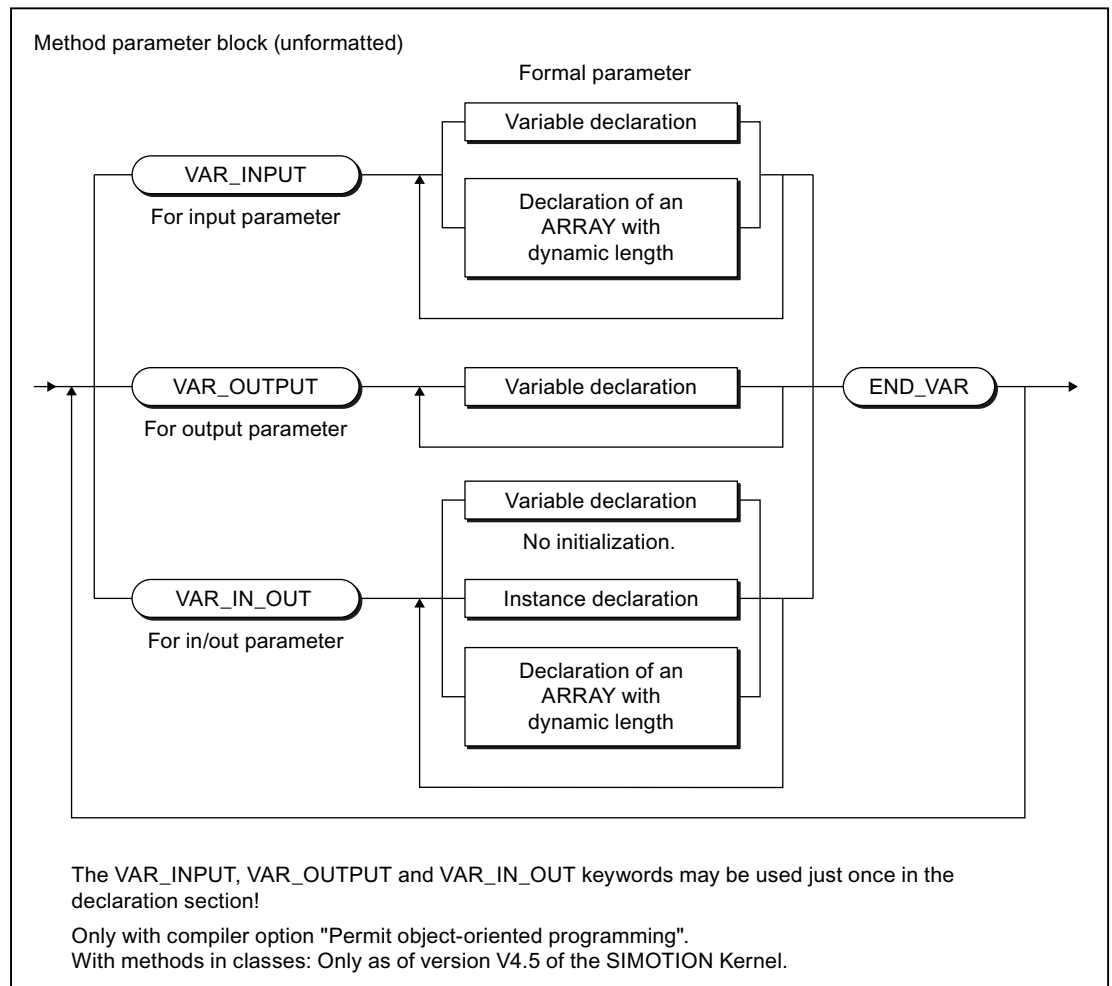 Method parameter block (unformatted)
Formal parameter
Variable declaration
VAR_INPUT
For input parameter
Declaration of an
ARRAY with
dynamic length
VAR_OUTPUT
For output parameter
Variable declaration
END_VAR
Variable declaration
No initialization.
VAR_IN_OUT
For in/out parameter
Instance declaration
Declaration of an
ARRAY with
dynamic length
The VAR_INPUT, VAR_OUTPUT and VAR_IN_OUT keywords may be used just once in the
declaration section!
Only with compiler option "Permit object-oriented programming".
With methods in classes: Only as of version V4.5 of the SIMOTION Kernel.